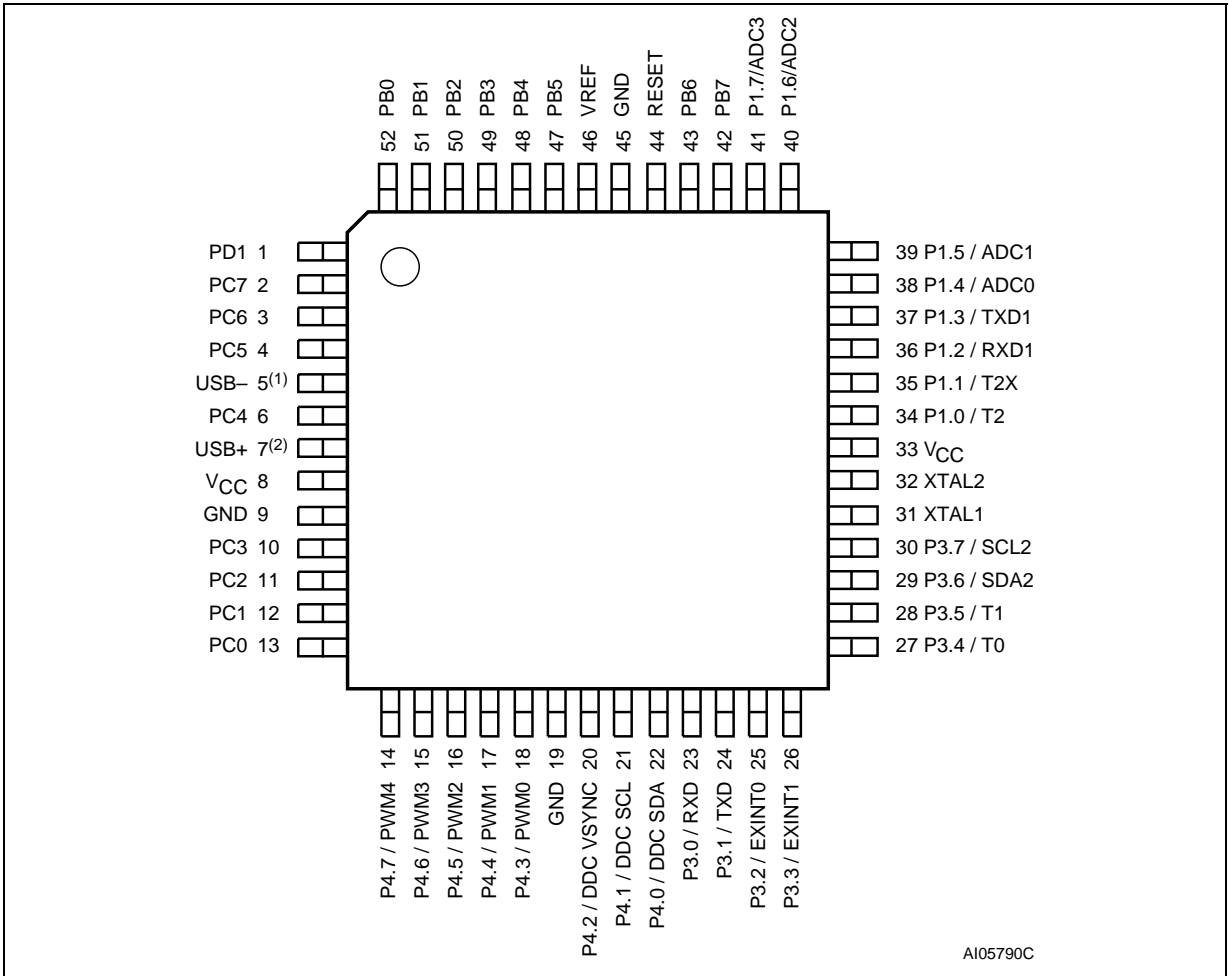 52 PB0
51 PB1
50 PB2
49 PB3
48 PB4
47 PB5
46 VREF
45 GND
44 RESET
43 PB6
42 PB7
41 P1.7/ADC3
40 P1.6/ADC2
PD1 1
PC7 2
PC6 3
PC5 4
USB– 5(1)
PC4 6
USB+ 7(2)
VCC 8
GND 9
PC3 10
PC2 11
PC1 12
PC0 13
39 P1.5 / ADC1
38 P1.4 / ADC0
37 P1.3 / TXD1
36 P1.2 / RXD1
35 P1.1 / T2X
34 P1.0 / T2
33 VCC
32 XTAL2
31 XTAL1
30 P3.7 / SCL2
29 P3.6 / SDA2
28 P3.5 / T1
27 P3.4 / T0
P4.7 / PWM4 14
P4.6 / PWM3 15
P4.5 / PWM2 16
P4.4 / PWM1 17
P4.3 / PWM0 18
GND 19
P4.2 / DDC VSYNC 20
P4.1 / DDC SCL 21
P4.0 / DDC SDA 22
P3.0 / RXD 23
P3.1 / TXD 24
P3.2 / EXINT0 25
P3.3 / EXINT1 26
AI05790C